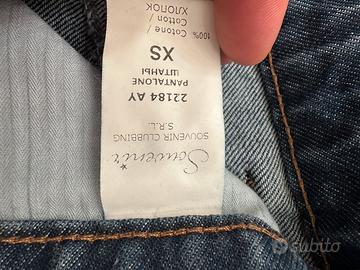 Souvenir
SOUVENIR CLUBBING
S.R.L.
22184 AY
PANTALONE
ШТАНЫ
XS
100% Cotone /
Cotton /
ХЛОПОК
subito